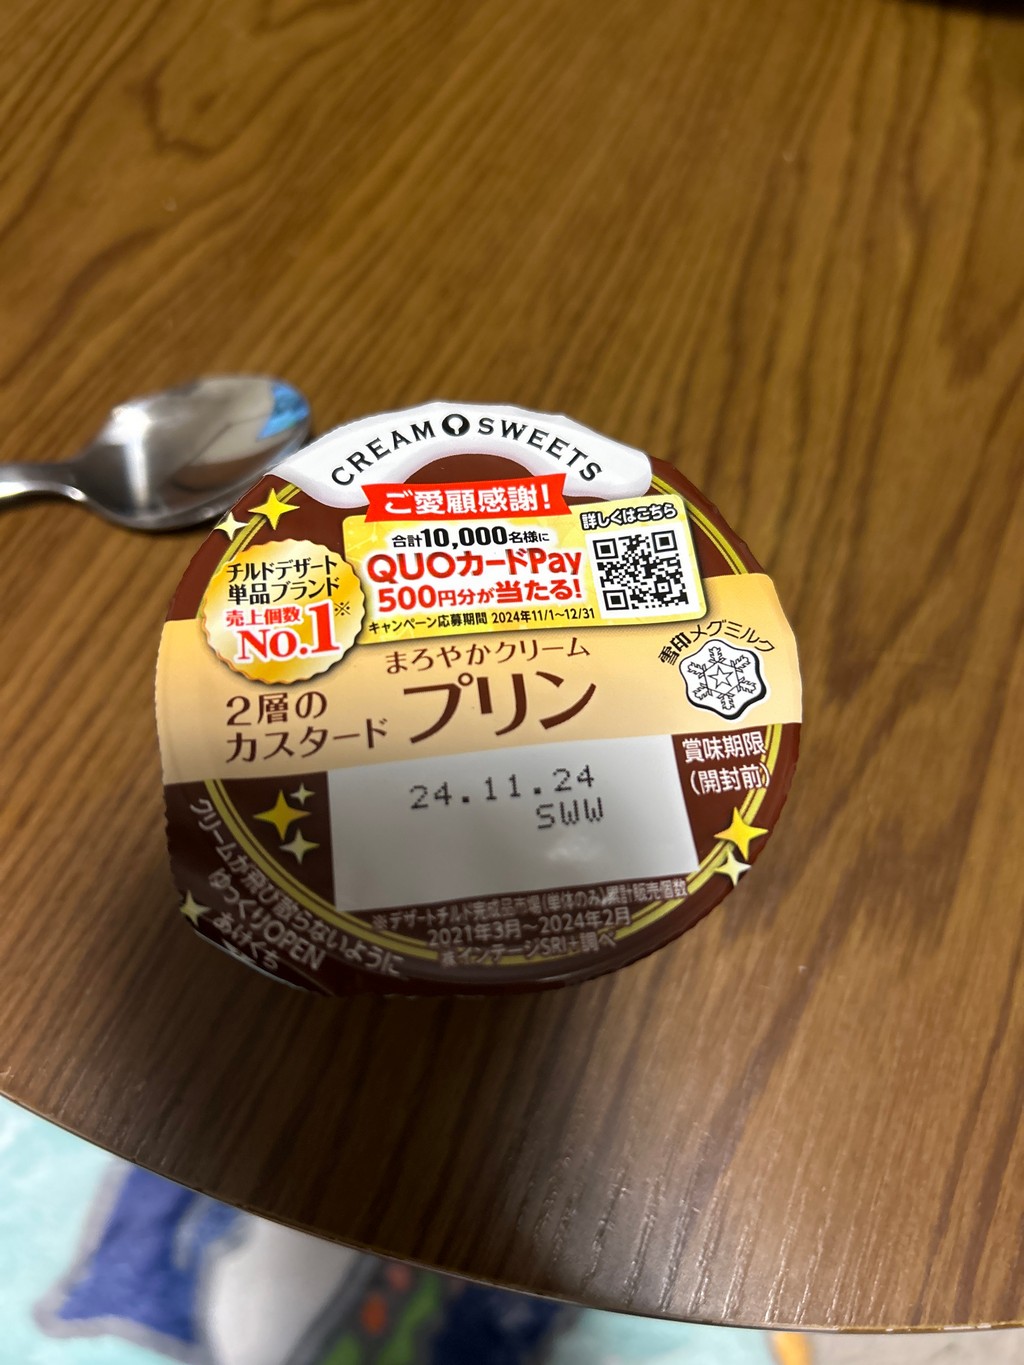 CREAM SWEETS
ご愛顧感謝!
合計10,000名様に
QUOカードPay
500円分が当たる!
キャンペーン応募期間 2024年11/1~12/31
詳しくはこちら
チルドデザート
単品ブランド
売上個数※
No.1
雪印メグミルク
まろやかクリーム
プリン
2層の
カスタード
賞味期限
(開封前)
24.11.24
SWW
※デザートチルド完成品市場(単体のみ)累計販売個数
2021年3月~2024年2月
㈱インテージSRI+調べ
クリームが飛び散らないように
ゆっくりOPEN
あけくち